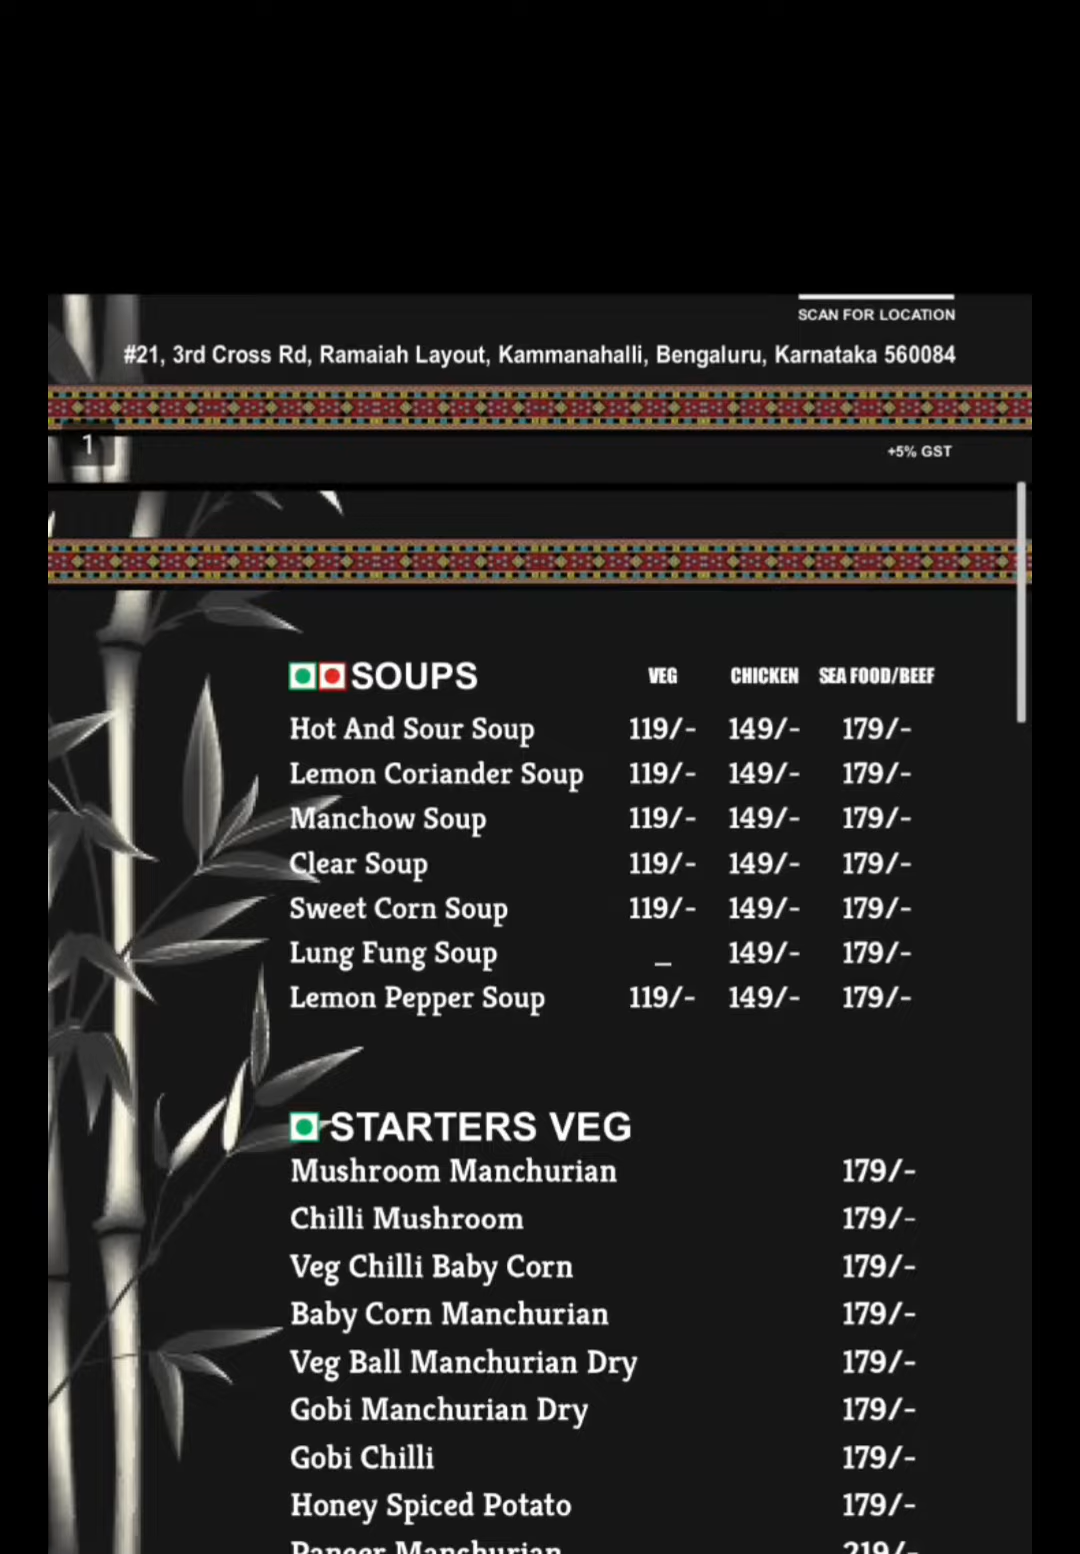 SCAN FOR LOCATION
#21, 3rd Cross Rd, Ramaiah Layout, Kammanahalli, Bengaluru, Karnataka 560084
1
+5% GST
SOUPS VEG CHICKEN SEA FOOD/BEEF
Hot And Sour Soup 119/- 149/- 179/-
Lemon Coriander Soup 119/- 149/- 179/-
Manchow Soup 119/- 149/- 179/-
Clear Soup 119/- 149/- 179/-
Sweet Corn Soup 119/- 149/- 179/-
Lung Fung Soup _ 149/- 179/-
Lemon Pepper Soup 119/- 149/- 179/-
STARTERS VEG
Mushroom Manchurian 179/-
Chilli Mushroom 179/-
Veg Chilli Baby Corn 179/-
Baby Corn Manchurian 179/-
Veg Ball Manchurian Dry 179/-
Gobi Manchurian Dry 179/-
Gobi Chilli 179/-
Honey Spiced Potato 179/-
Paneer Manchurian 219/-